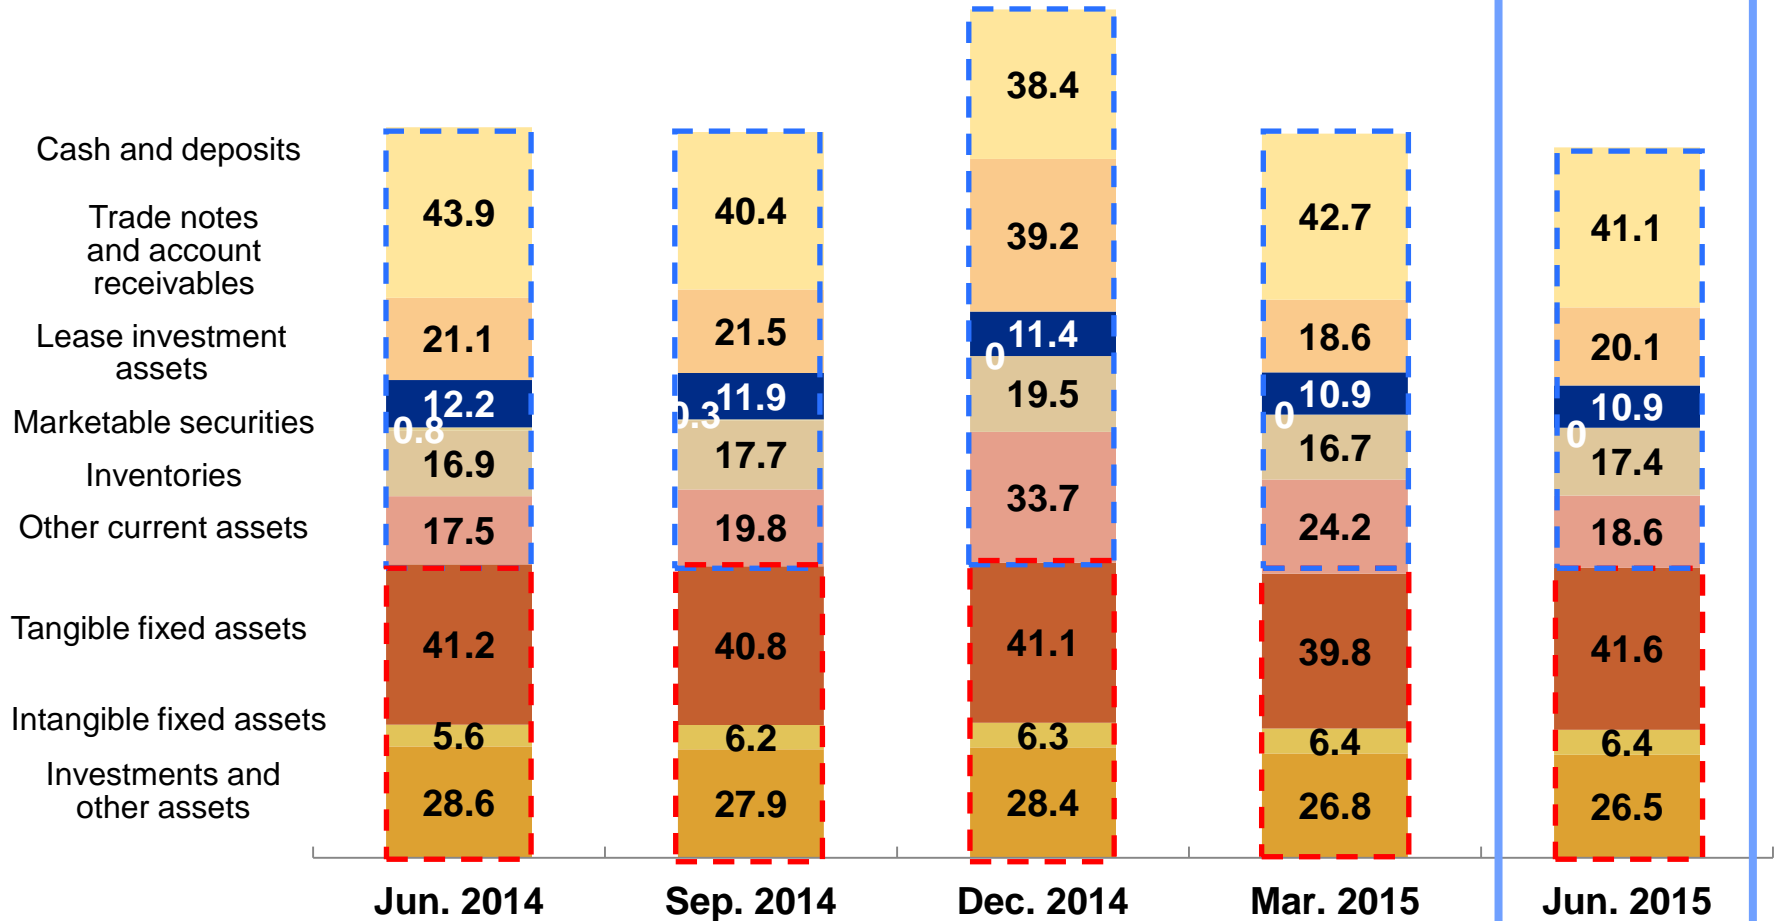 Cash and deposits
Trade notes
and account
receivables
Lease investment
assets
Marketable securities
Inventories
Other current assets
Tangible fixed assets
Intangible fixed assets
Investments and
other assets
43.9
21.1
12.2
0.8
16.9
17.5
41.2
5.6
28.6
Jun. 2014
40.4
21.5
11.9
0.3
17.7
19.8
40.8
6.2
27.9
Sep. 2014
38.4
39.2
11.4
0
19.5
33.7
41.1
6.3
28.4
Dec. 2014
42.7
18.6
10.9
0
16.7
24.2
39.8
6.4
26.8
Mar. 2015
41.1
20.1
10.9
0
17.4
18.6
41.6
6.4
26.5
Jun. 2015